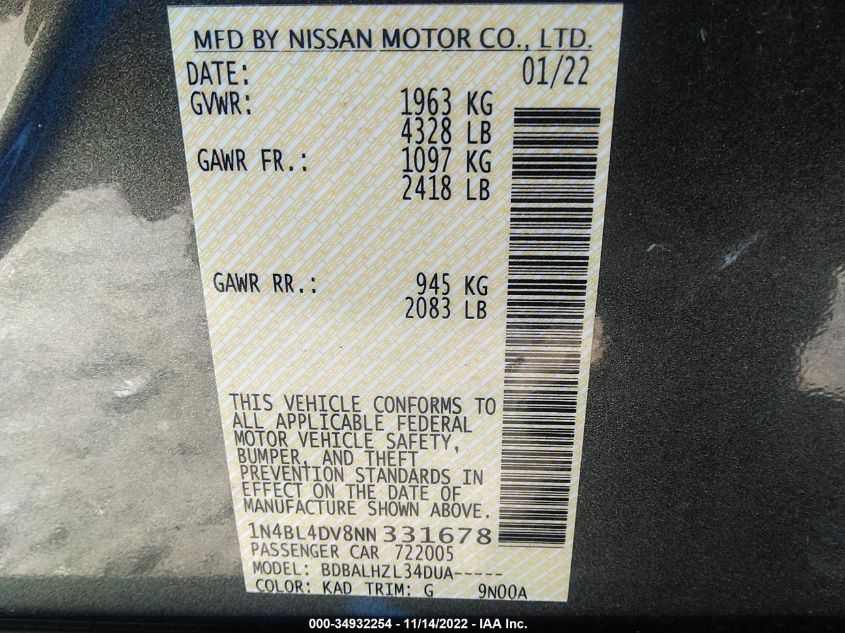 MFD BY NISSAN MOTOR CO., LTD.
DATE: 01/22
GVWR: 1963 KG
4328 LB
GAWR FR.: 1097 KG
2418 LB
GAWR RR.: 945 KG
2083 LB
THIS VEHICLE CONFORMS TO
ALL APPLICABLE FEDERAL
MOTOR VEHICLE SAFETY,
BUMPER, AND THEFT
PREVENTION STANDARDS IN
EFFECT ON THE DATE OF
MANUFACTURE SHOWN ABOVE.
1N4BL4DV8NN331678
PASSENGER CAR 722005
MODEL: BDBALHZL34DUA-----
COLOR: KAD TRIM: G 9N00A
000-34932254 - 11/14/2022 - IAA Inc.